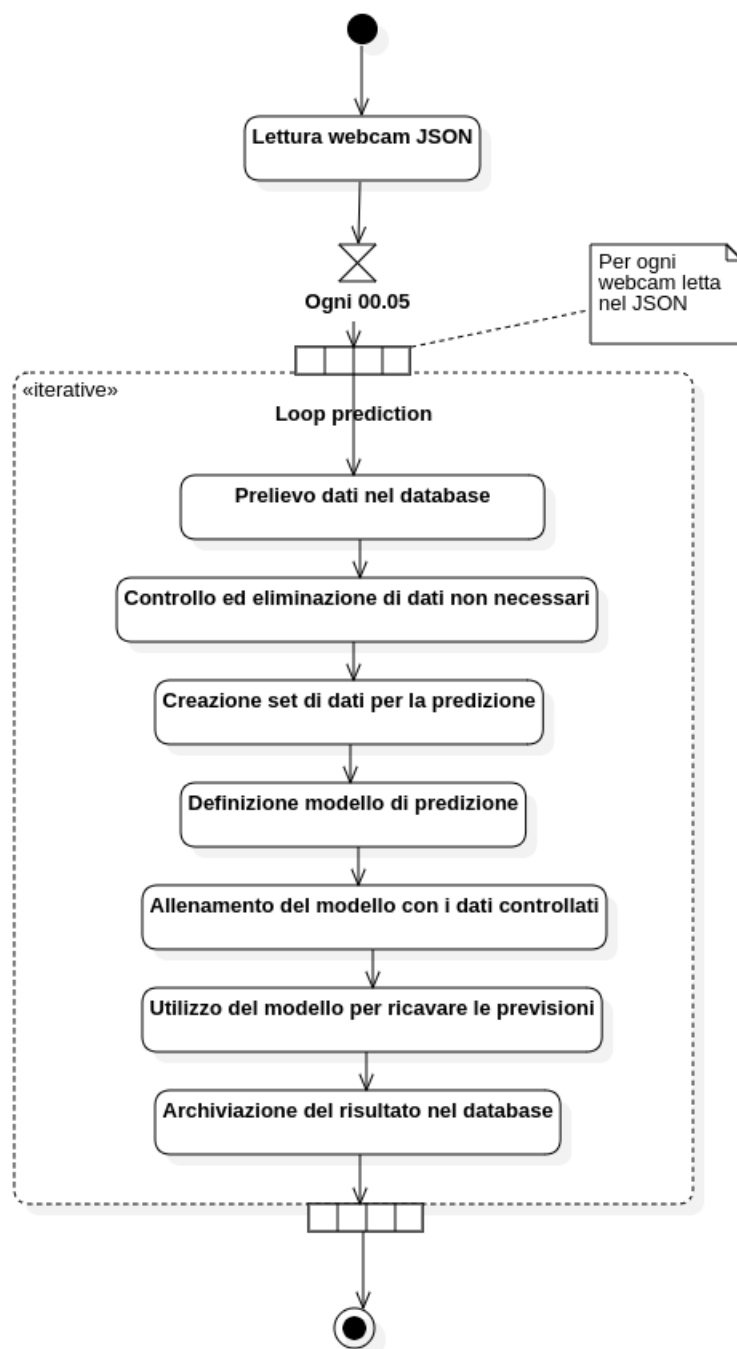 Lettura webcam JSON
Ogni 00.05
Per ogni
webcam letta
nel JSON
«iterative»
Loop prediction
Prelievo dati nel database
Controllo ed eliminazione di dati non necessari
Creazione set di dati per la predizione
Definizione modello di predizione
Allenamento del modello con i dati controllati
Utilizzo del modello per ricavare le previsioni
Archiviazione del risultato nel database